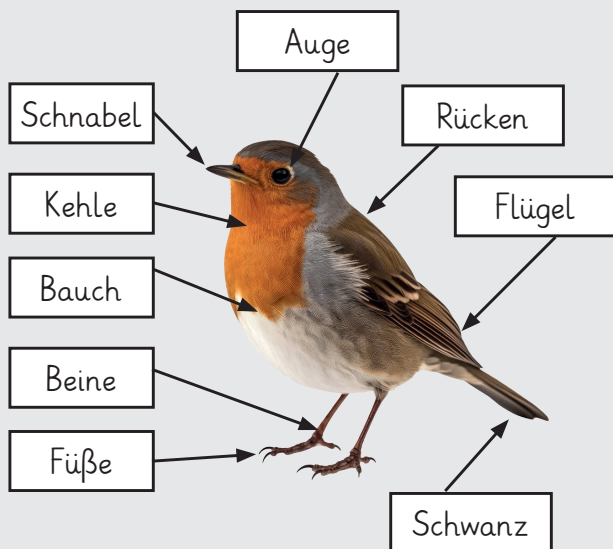 Auge
Schnabel
Rücken
Kehle
Flügel
Bauch
Beine
Füße
Schwanz